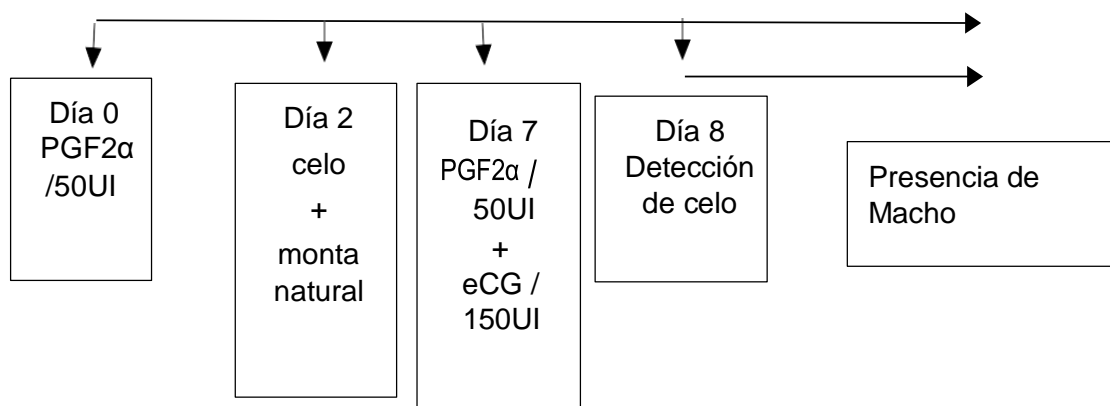 Día 0
PGF2α
/50UI
Día 2
celo
+
monta
natural
Día 7
PGF2α /
50UI
+
eCG /
150UI
Día 8
Detección
de celo
Presencia de
Macho